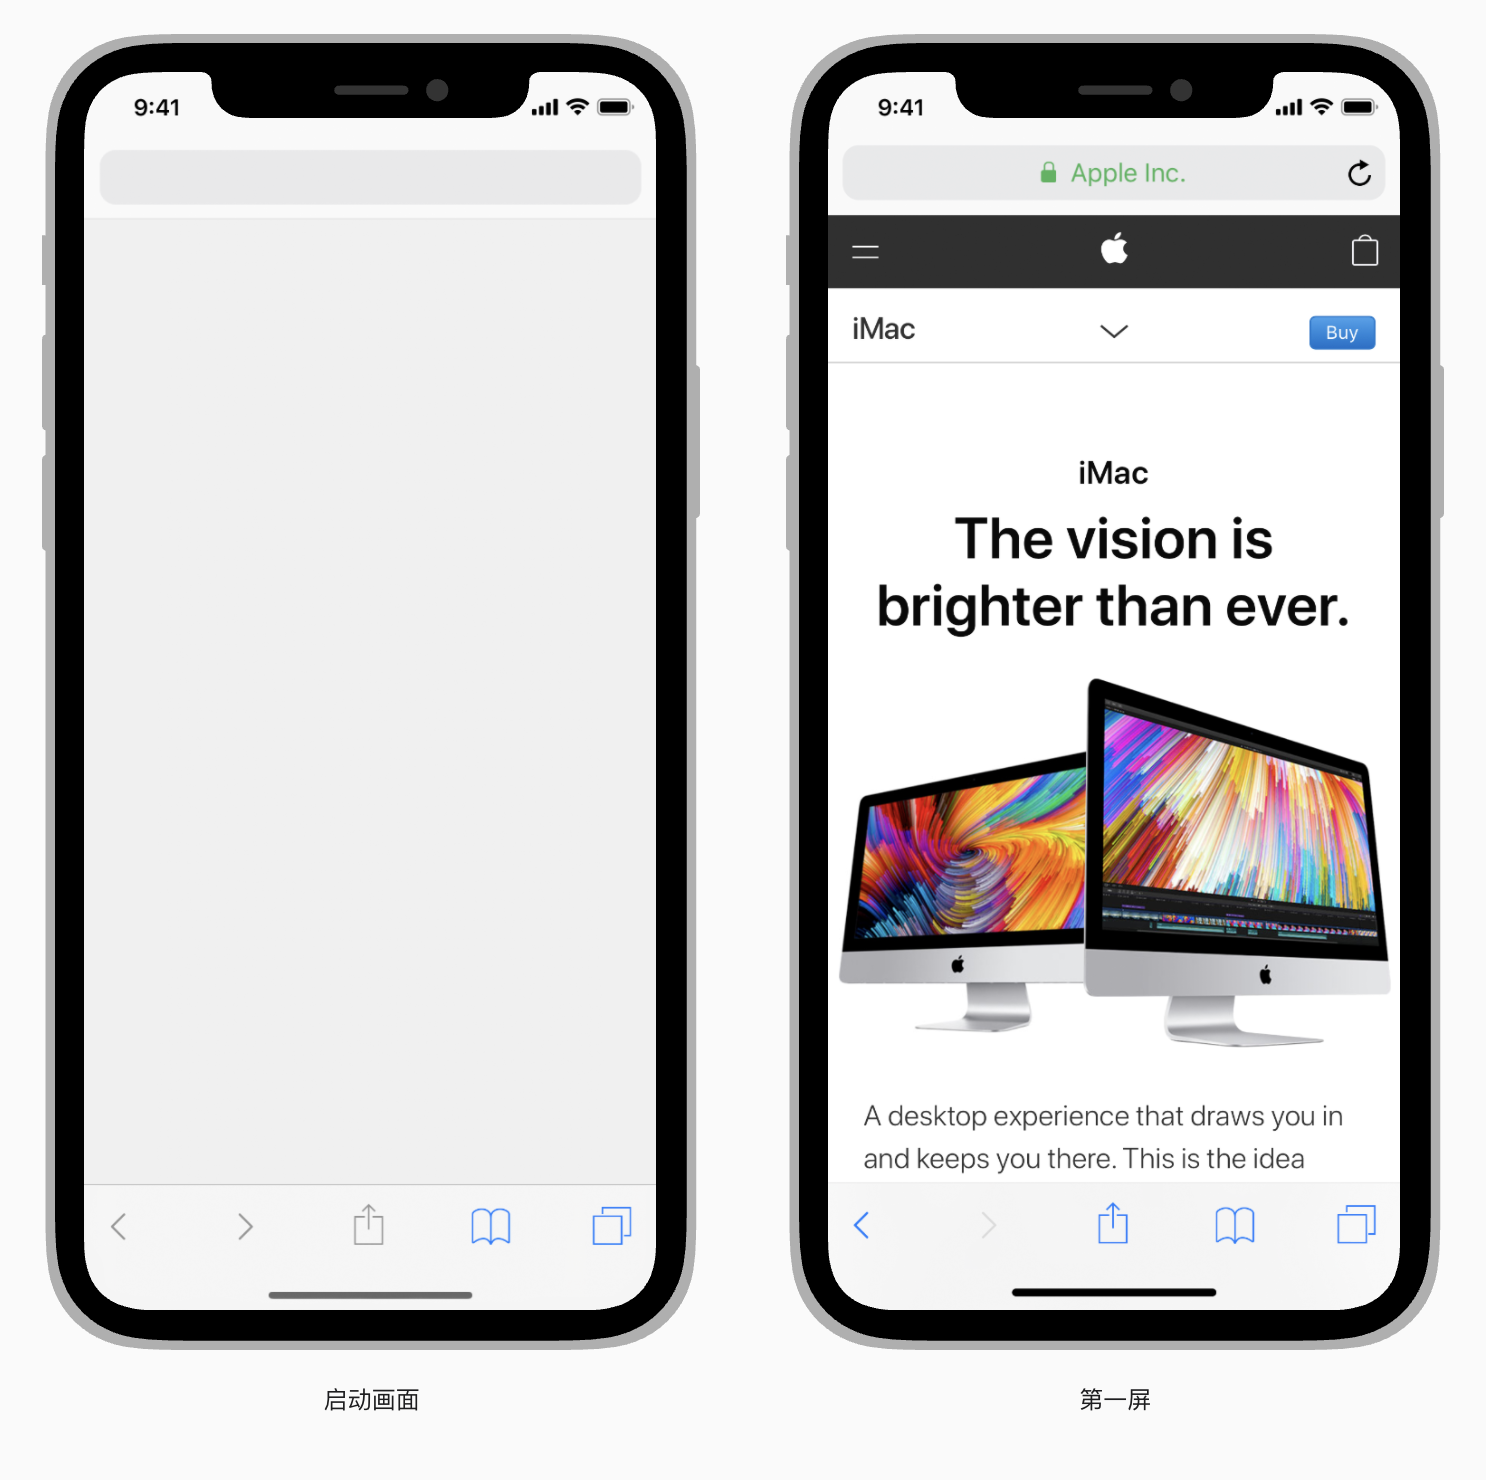 9:41
9:41
Apple Inc.
iMac
Buy
iMac
The vision is
brighter than ever.
A desktop experience that draws you in
and keeps you there. This is the idea
启动画面
第一屏